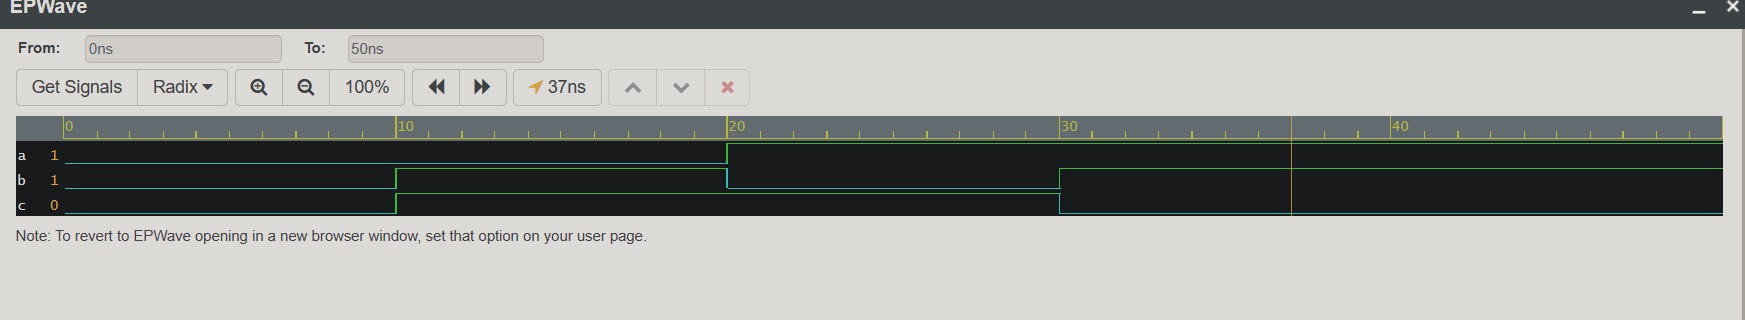 EPWave
From: 0ns To: 50ns
Get Signals Radix 100% 37ns
0 10 20 30 40
a 1
b 1
c 0
Note: To revert to EPWave opening in a new browser window, set that option on your user page.